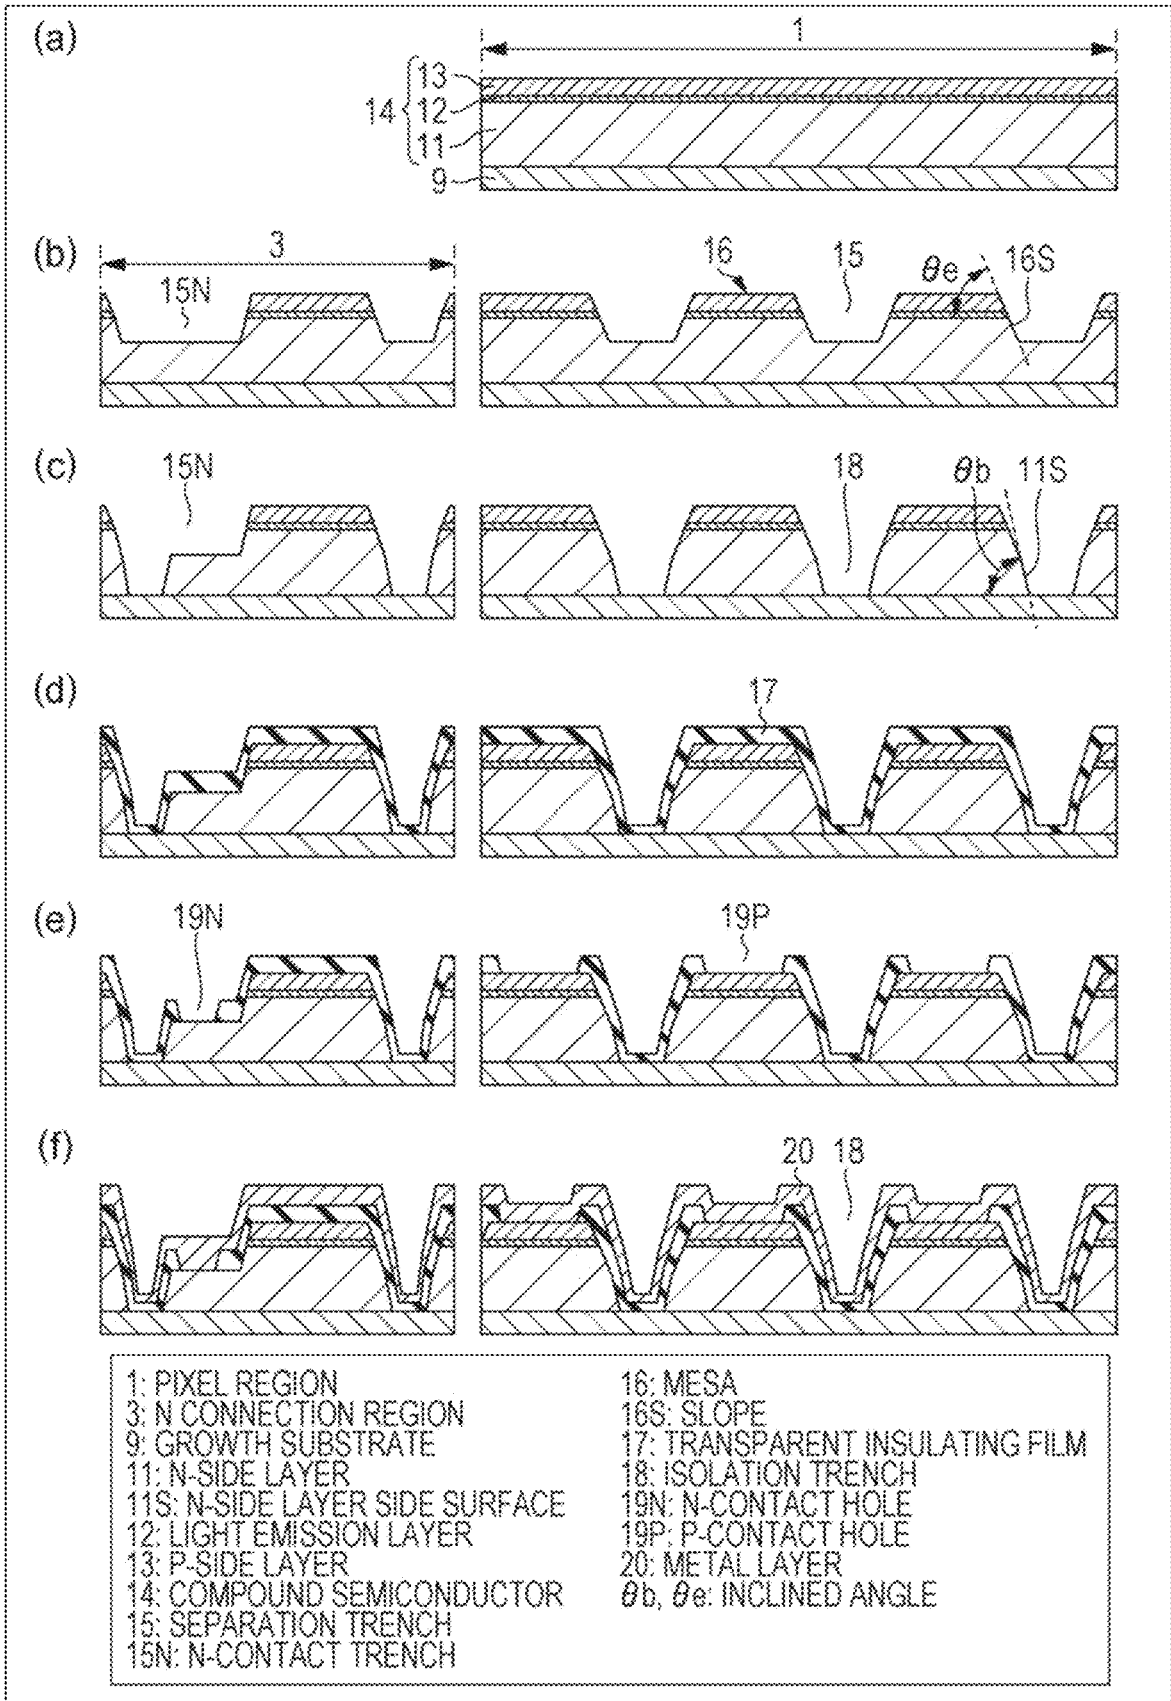 (a)
1
14
13
12
11
9
(b)
3
15N
16
15
θe
16S
(c)
15N
18
θb
11S
(d)
17
(e)
19N
19P
(f)
20
18
1: PIXEL REGION
3: N CONNECTION REGION
9: GROWTH SUBSTRATE
11: N-SIDE LAYER
11S: N-SIDE LAYER SIDE SURFACE
12: LIGHT EMISSION LAYER
13: P-SIDE LAYER
14: COMPOUND SEMICONDUCTOR
15: SEPARATION TRENCH
15N: N-CONTACT TRENCH
16: MESA
16S: SLOPE
17: TRANSPARENT INSULATING FILM
18: ISOLATION TRENCH
19N: N-CONTACT HOLE
19P: P-CONTACT HOLE
20: METAL LAYER
θb, θe: INCLINED ANGLE